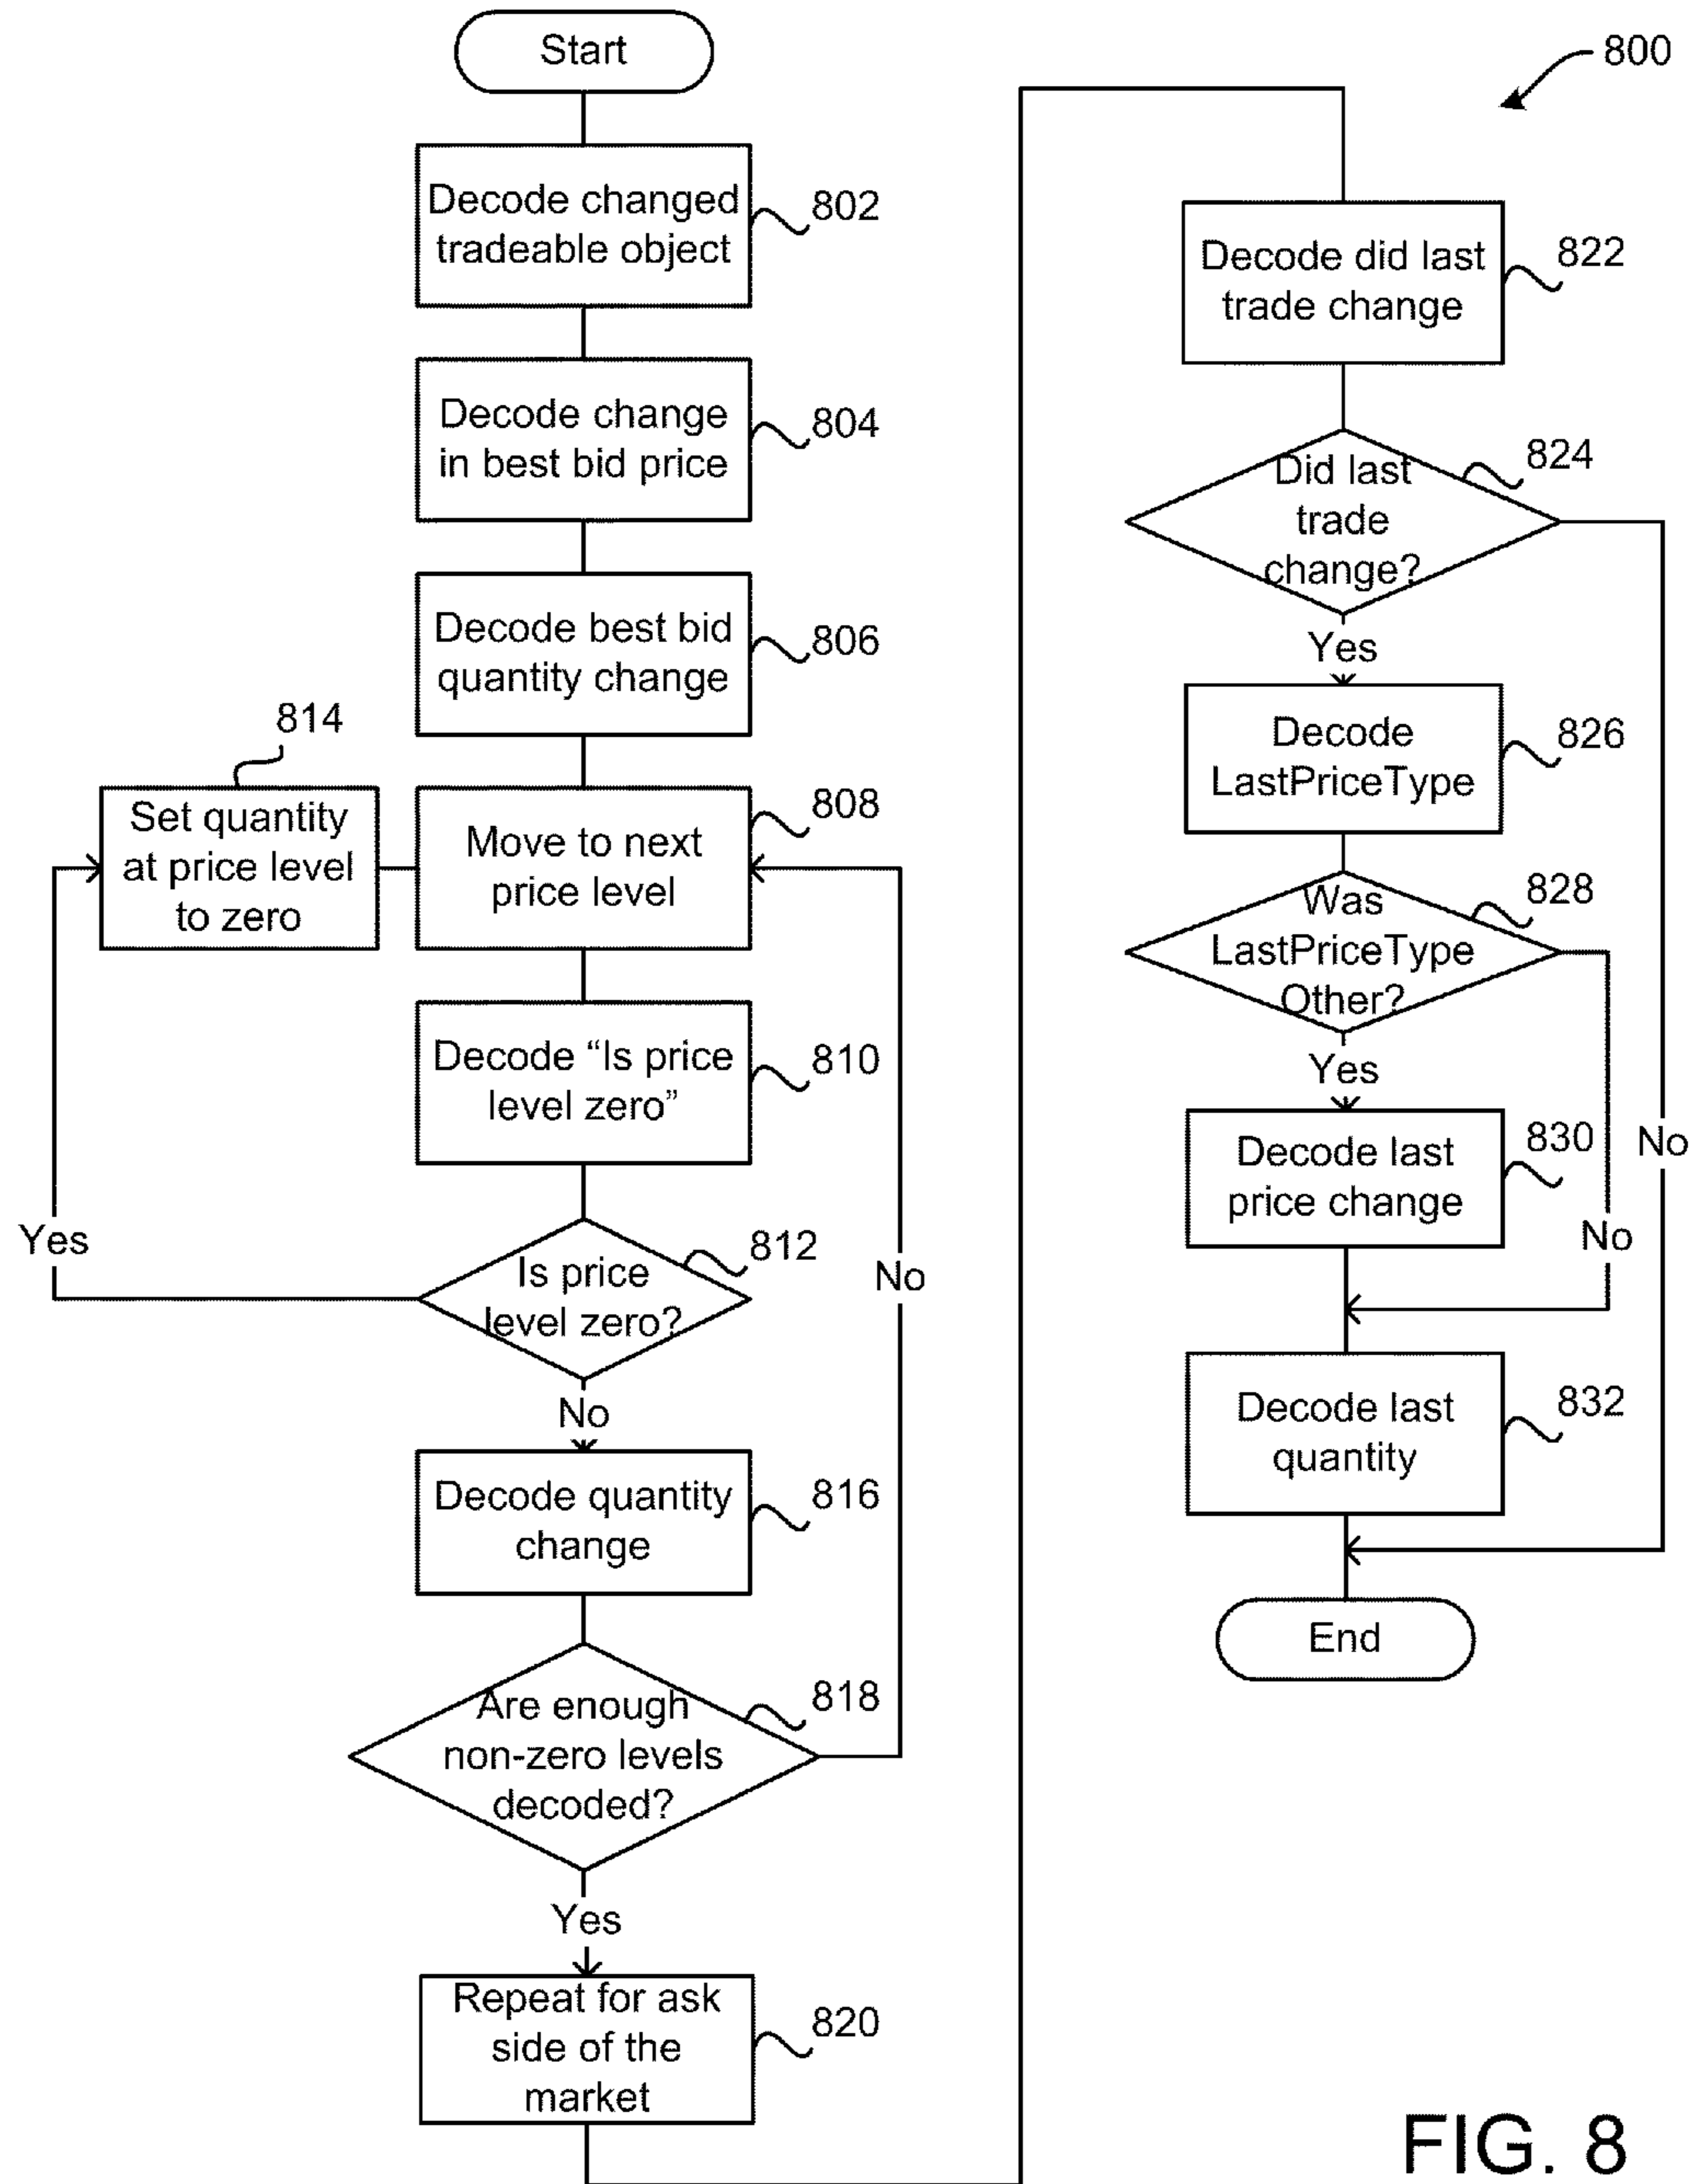 Start
Decode changed
tradeable object
802
Decode change
in best bid price
804
Decode best bid
quantity change
806
814
Set quantity
at price level
to zero
Move to next
price level
808
Decode “Is price
level zero”
810
Yes
Is price
level zero?
812
No
No
Decode quantity
change
816
Are enough
non-zero levels
decoded?
818
Yes
Repeat for ask
side of the
market
820
800
Decode did last
trade change
822
Did last
trade
change?
824
Yes
Decode
LastPriceType
826
Was
LastPriceType
Other?
828
Yes
Decode last
price change
830
No
No
Decode last
quantity
832
End
FIG. 8